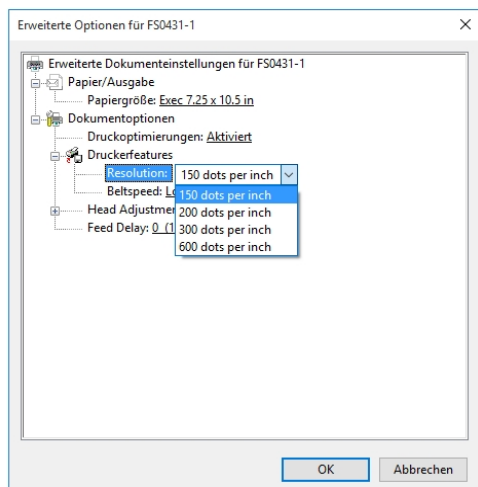 Erweiterte Optionen für FS0431-1
Erweiterte Dokumenteinstellungen für FS0431-1
Papier/Ausgabe
Papiergröße: Exec 7.25 x 10.5 in
Dokumentoptionen
Druckoptimierungen: Aktiviert
Druckerfeatures
Resolution: 150 dots per inch
Beltspeed:
150 dots per inch
Head
200 dots per inch
Feed Delay: 0
300 dots per inch
600 dots per inch
OK Abbrechen